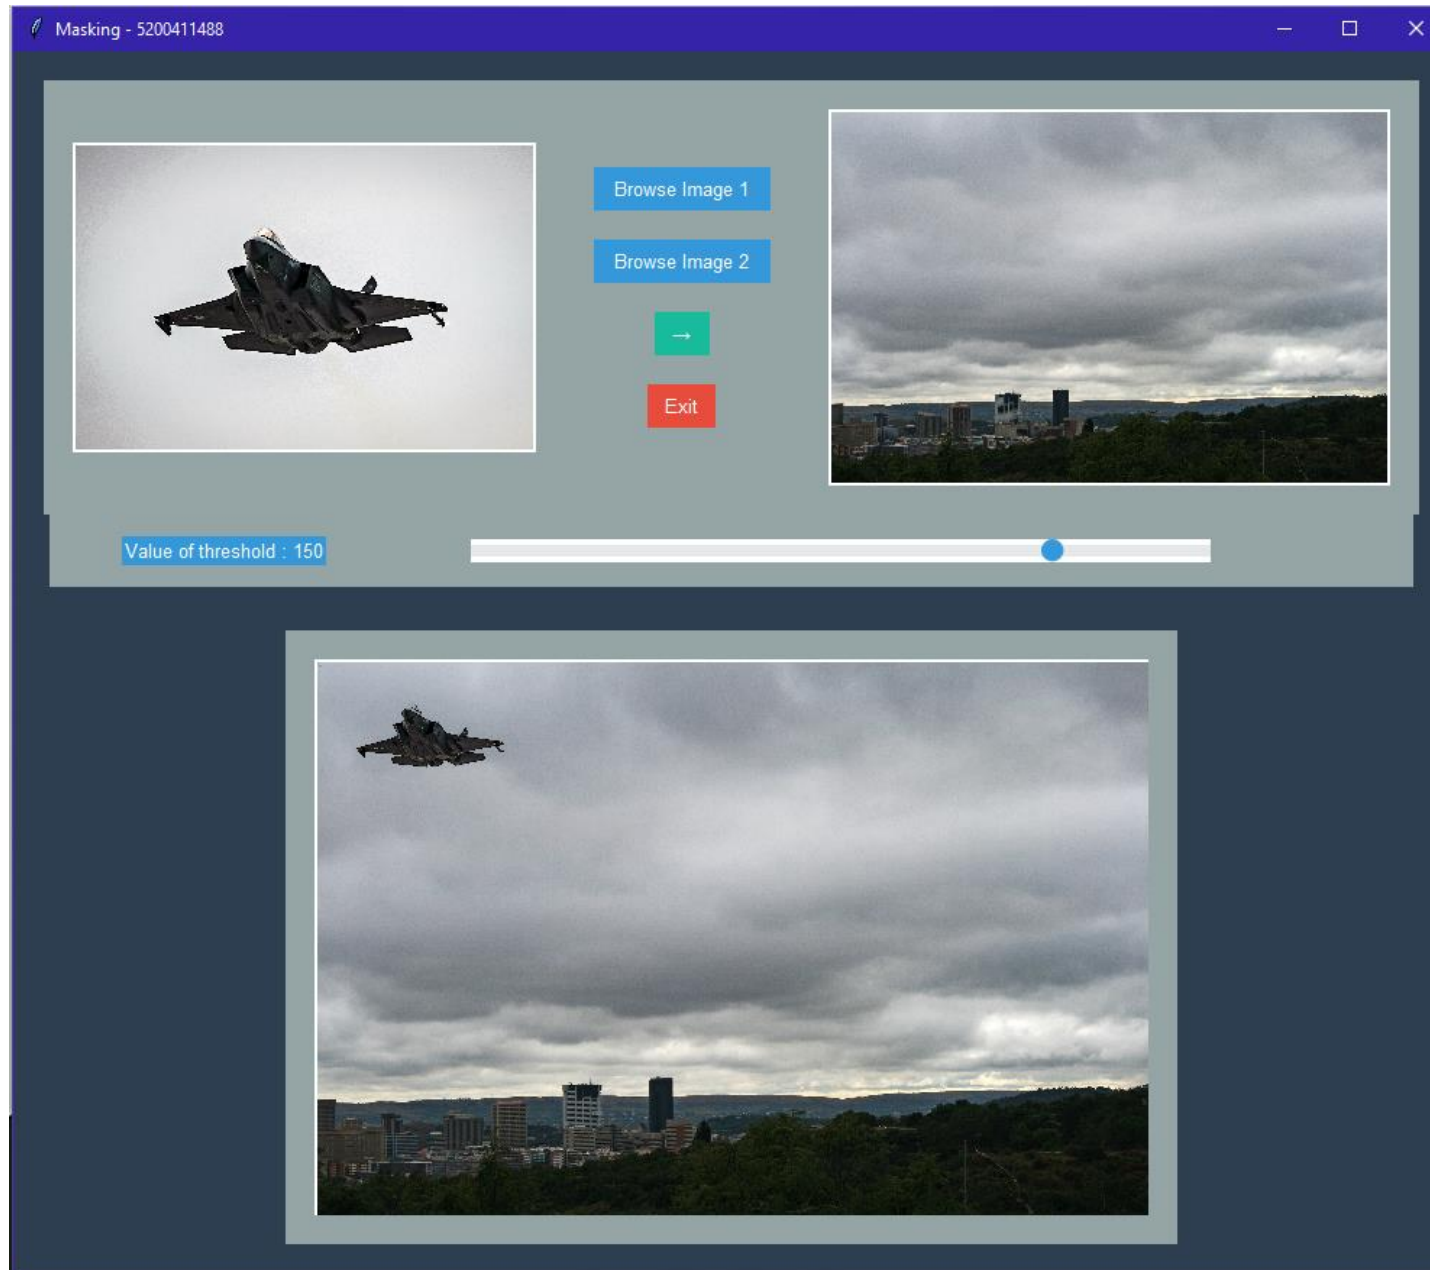 Masking - 5200411488
Browse Image 1
Browse Image 2
→
Exit
Value of threshold : 150